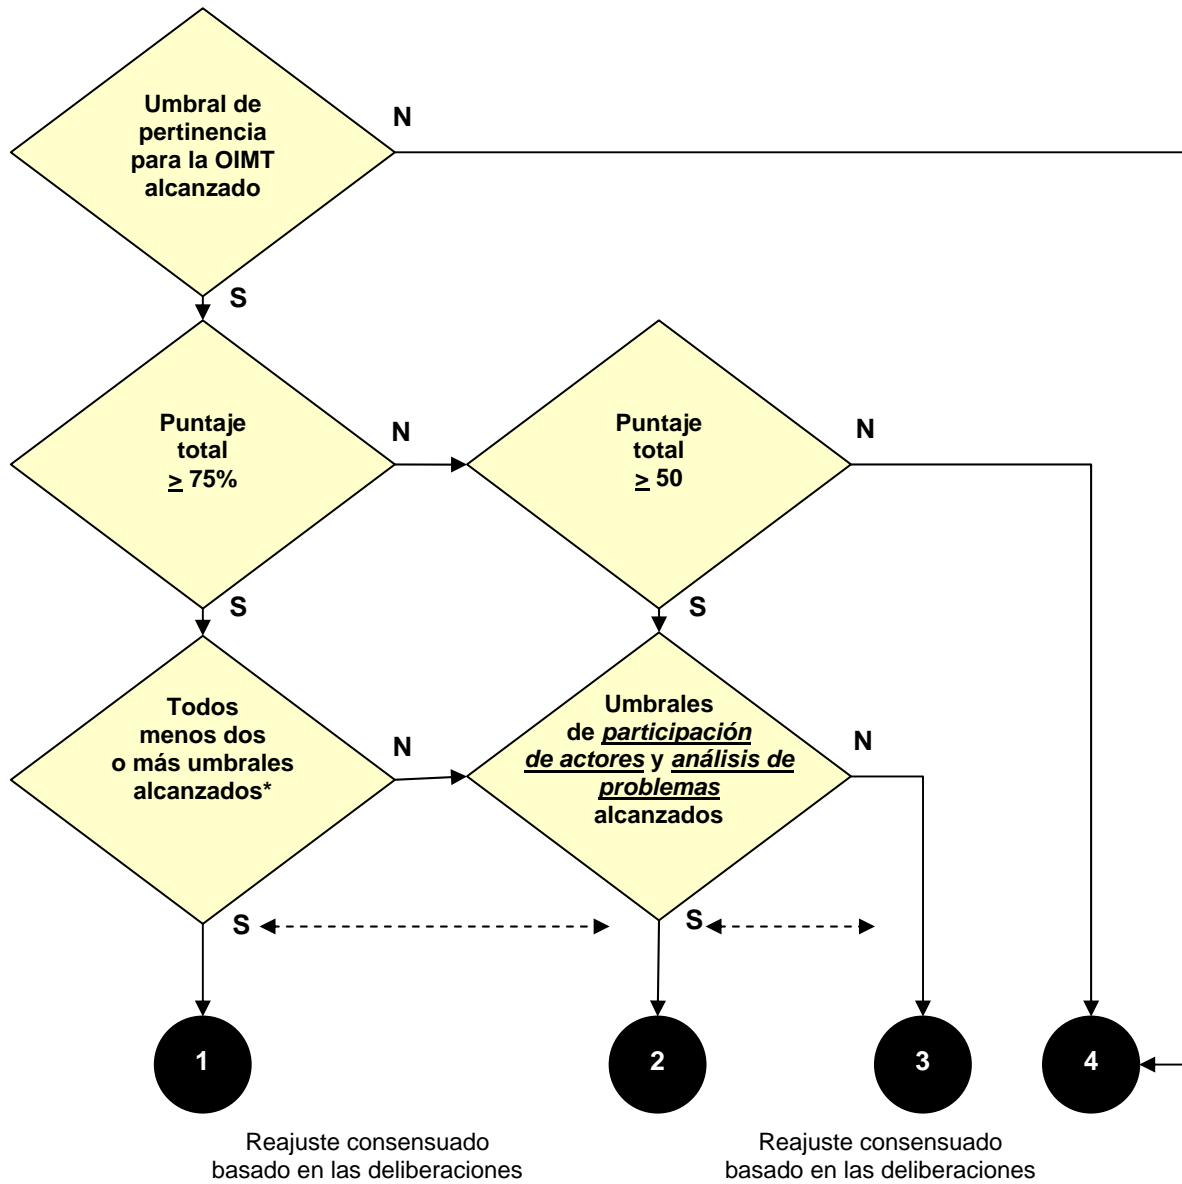 Umbral de
pertinencia
para la OIMT
alcanzado
N
S
Puntaje
total
≥ 75%
N
Puntaje
total
≥ 50
N
S
S
Todos
menos dos
o más umbrales
alcanzados*
N
Umbrales
de participación
de actores y análisis de
problemas
alcanzados
N
S
S
1
2
3
4
Reajuste consensuado
basado en las deliberaciones
Reajuste consensuado
basado en las deliberaciones